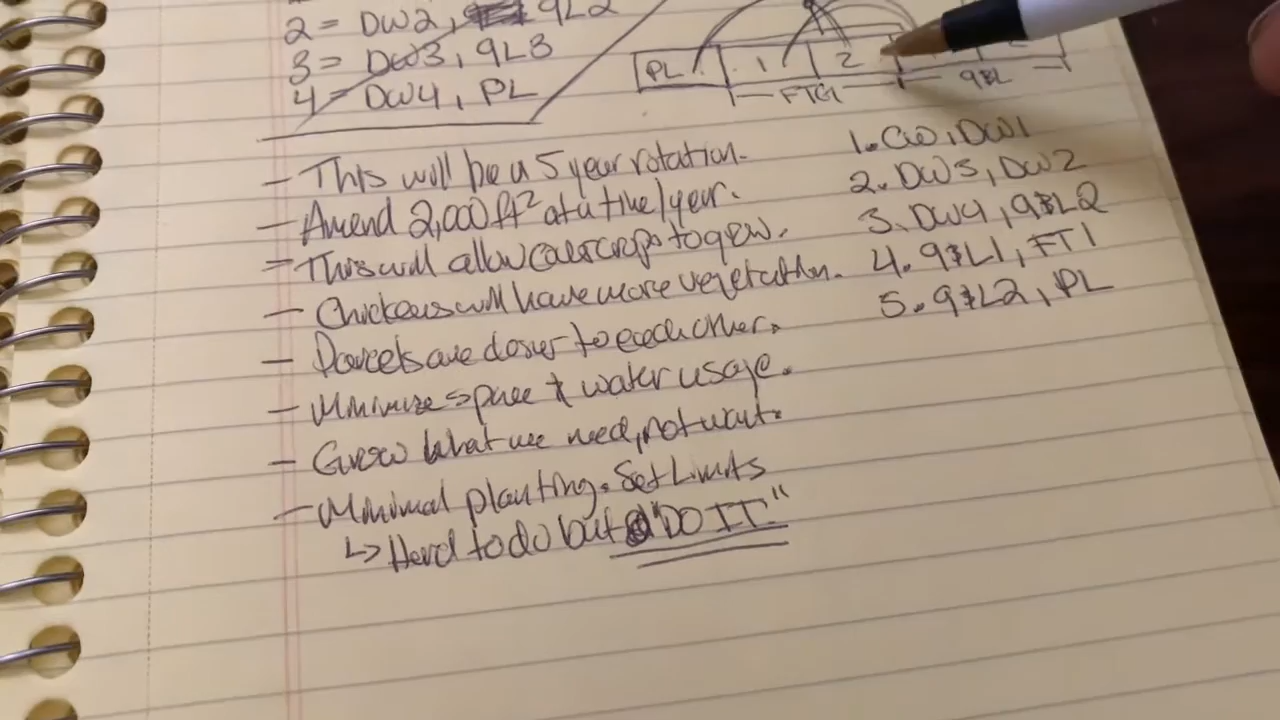 2 = DW2, 9L2
3 = DW3, 9L3
4 = DW4, PL
PL 1 2
FTG 9&L
- This will be a 5 year rotation.
- Amend 2,000 ft² at a time/year.
- This will allow crops to grow.
- Chickens will have more vegetation.
- Parcels are closer to each other.
- Minimize space & water usage.
- Grow what we need, not want.
- Minimal planting. Set Limits
↳ Hard to do but "DO IT"
1. CW, DW1
2. DW3, DW2
3. DW4, 9&L2
4. 9&L1, FT1
5. 9&L2, PL